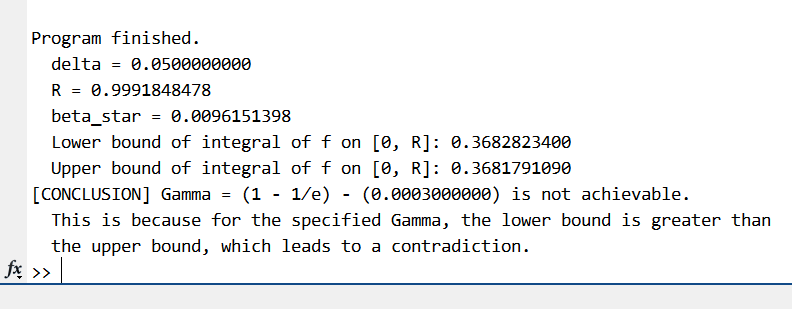 Program finished.
delta = 0.0500000000
R = 0.9991848478
beta_star = 0.0096151398
Lower bound of integral of f on [0, R]: 0.3682823400
Upper bound of integral of f on [0, R]: 0.3681791090
[CONCLUSION] Gamma = (1 - 1/e) - (0.0003000000) is not achievable.
This is because for the specified Gamma, the lower bound is greater than
the upper bound, which leads to a contradiction.
fx >>